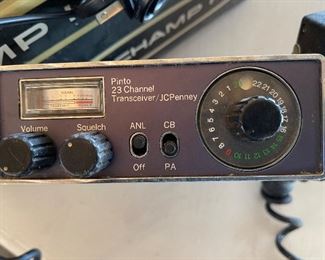 CHAMP
MP
Pinto
23 Channel
Transceiver/JCPenney
Volume
Squelch
ANL
CB
Off
PA
1
2
3
4
5
6
7
8
9
10
11
12
13
14
15
16
17
18
19
20
21
22